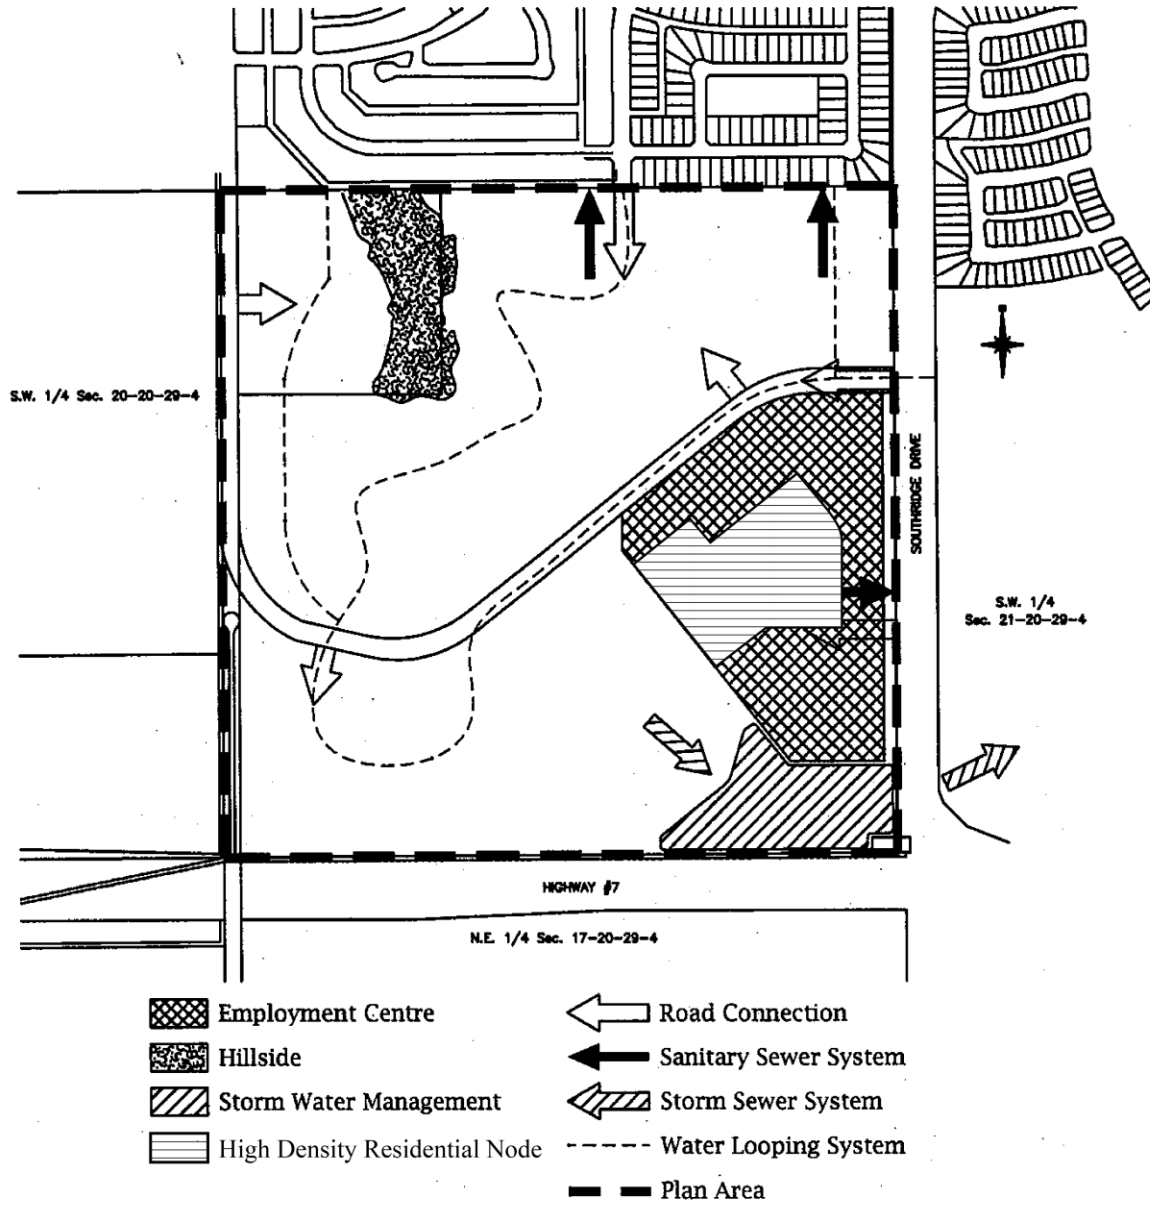 S.W. 1/4 Sec. 20-20-29-4
SOUTHRIDGE DRIVE
S.W. 1/4
Sec. 21-20-29-4
HIGHWAY #7
N.E. 1/4 Sec. 17-20-29-4
Employment Centre
Hillside
Storm Water Management
High Density Residential Node
Road Connection
Sanitary Sewer System
Storm Sewer System
Water Looping System
Plan Area